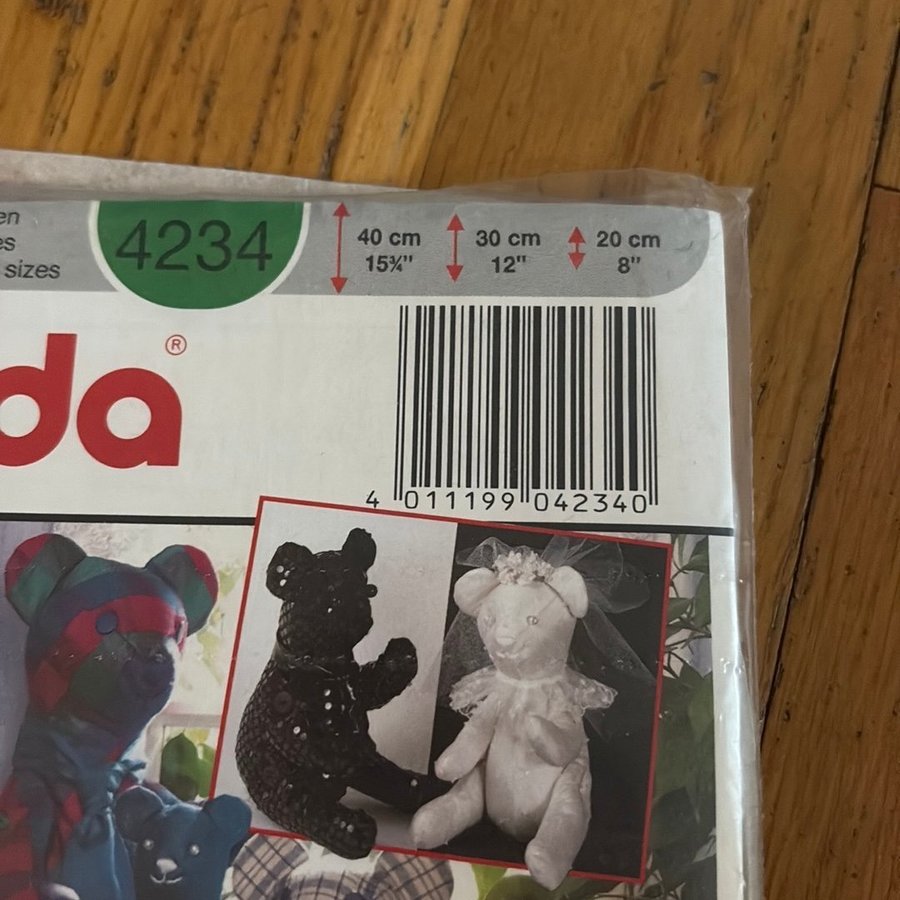 en
es
sizes
4234
40 cm
15¾"
30 cm
12"
20 cm
8"
da®
4 011199 042340